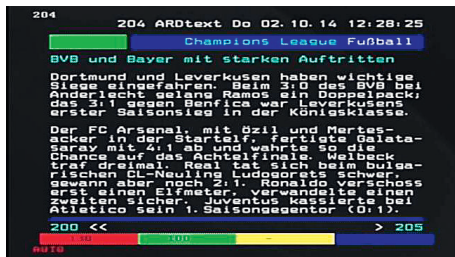 204
204 ARDtext Do 02.10.14 12:28:25
Champions League Fußball
BVB und Bayer mit starken Auftritten
Dortmund und Leverkusen haben wichtige
Siege eingefahren. Beim 3:0 des BVB bei
Anderlecht gelang Ramos ein Doppelpack;
das 3:1 gegen Benfica war Leverkusens
erster Saisonsieg in der Königsklasse.
Der FC Arsenal, mit Özil und Mertes-
acker in der Startelf, fertigte Galata-
saray mit 4:1 ab und wahrte so die
Chance auf das Achtelfinale. Welbeck
traf dreimal. Real tat sich beim bulga-
rischen CL-Neuling Ludogorets schwer,
gewann aber noch 2:1. Ronaldo verschoss
erst einen Elfmeter, verwandelte einen
zweiten sicher. Juventus kassierte bei
Atletico sein 1.Saisongegentor (0:1).
200 << > 205
130 100 -
AUTO